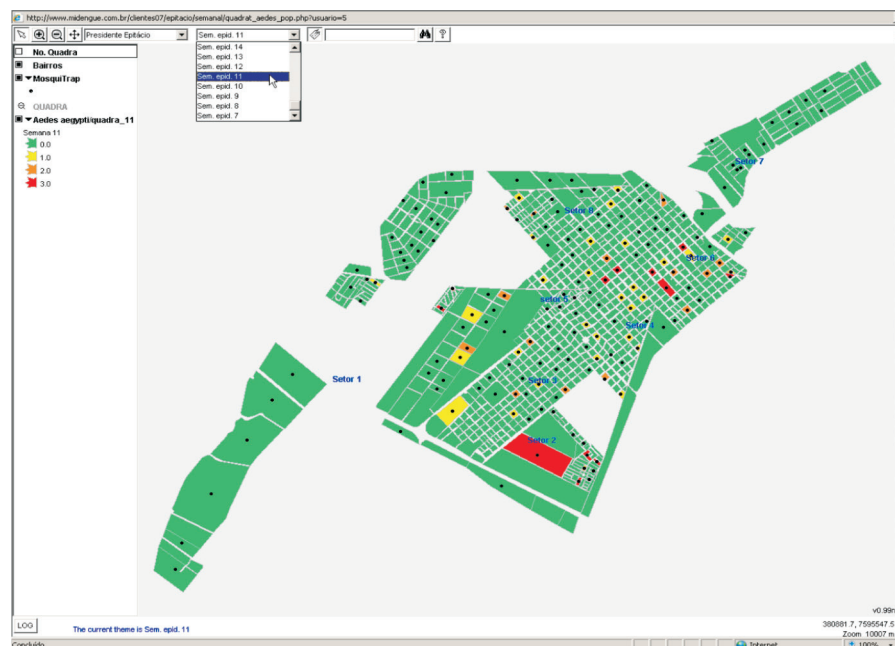 http://www.midengue.com.br/clientes07/epitacio/semanal/quadrat_aedes_pop.php?usuario=5
Presidente Epitácio
Sem. epid. 11
Sem. epid. 14
Sem. epid. 13
Sem. epid. 12
Sem. epid. 11
Sem. epid. 10
Sem. epid. 9
Sem. epid. 8
Sem. epid. 7
No. Quadra
Bairros
MosquiTrap
QUADRA
Aedes aegypti/quadra_11
Semana 11
0.0
1.0
2.0
3.0
Setor 7
Setor 8
Setor 6
setor 5
Setor 4
Setor 1
Setor 3
Setor 2
v0.99n
LOG
The current theme is Sem. epid. 11
380881.7, 7595547.5
Zoom 10007 m
Concluído
Internet
100%